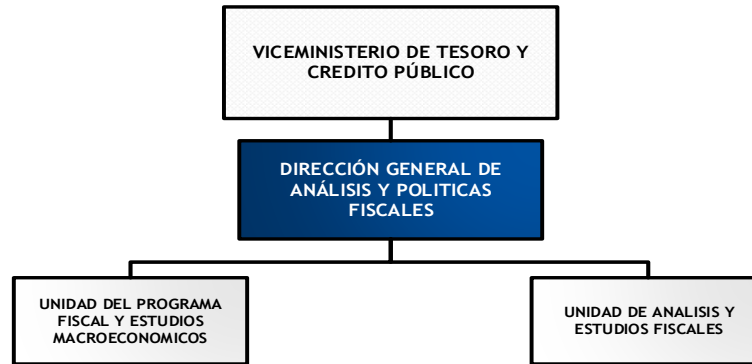 VICEMINISTERIO DE TESORO Y
CREDITO PÚBLICO
DIRECCIÓN GENERAL DE
ANÁLISIS Y POLITICAS
FISCALES
UNIDAD DEL PROGRAMA
FISCAL Y ESTUDIOS
MACROECONOMICOS
UNIDAD DE ANALISIS Y
ESTUDIOS FISCALES